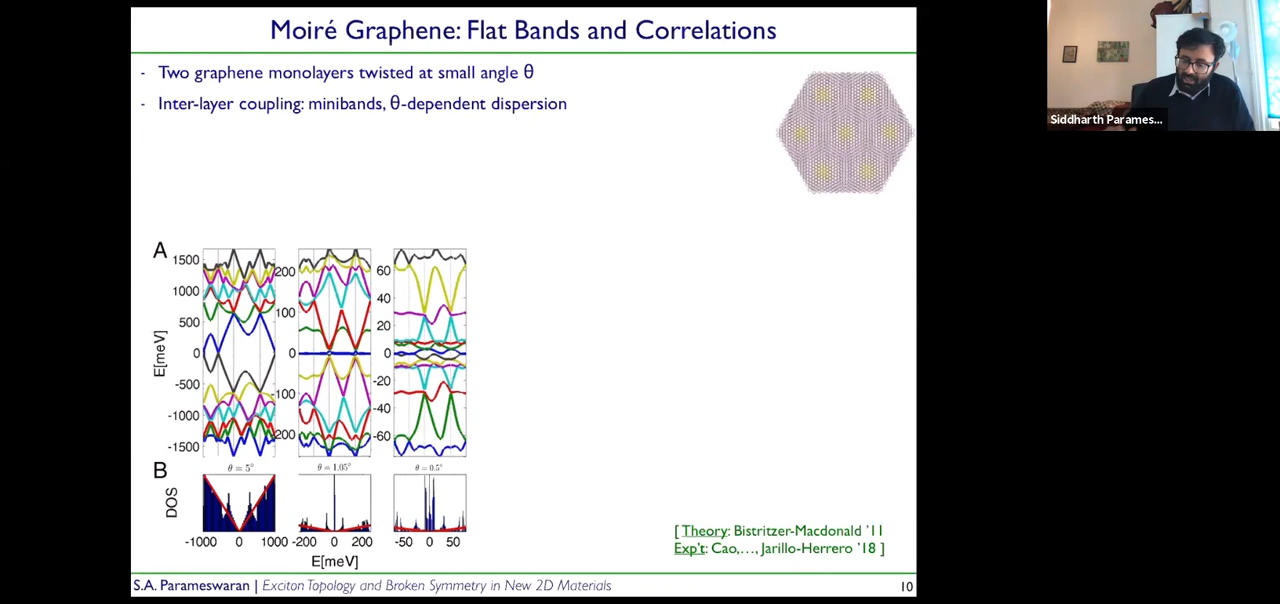 Moiré Graphene: Flat Bands and Correlations
- Two graphene monolayers twisted at small angle θ
- Inter-layer coupling: minibands, θ-dependent dispersion
Siddharth Parames...
A
1500
1000
500
0
-500
-1000
-1500
E[meV]
200
100
0
-100
-200
60
40
20
0
-20
-40
-60
B
θ = 5°
θ = 1.05°
θ = 0.5°
DOS
-1000 0 1000 -200 0 200 -50 0 50
E[meV]
[ Theory: Bistritzer-Macdonald '11
Exp't: Cao,..., Jarillo-Herrero '18 ]
S.A. Parameswaran | Exciton Topology and Broken Symmetry in New 2D Materials
10